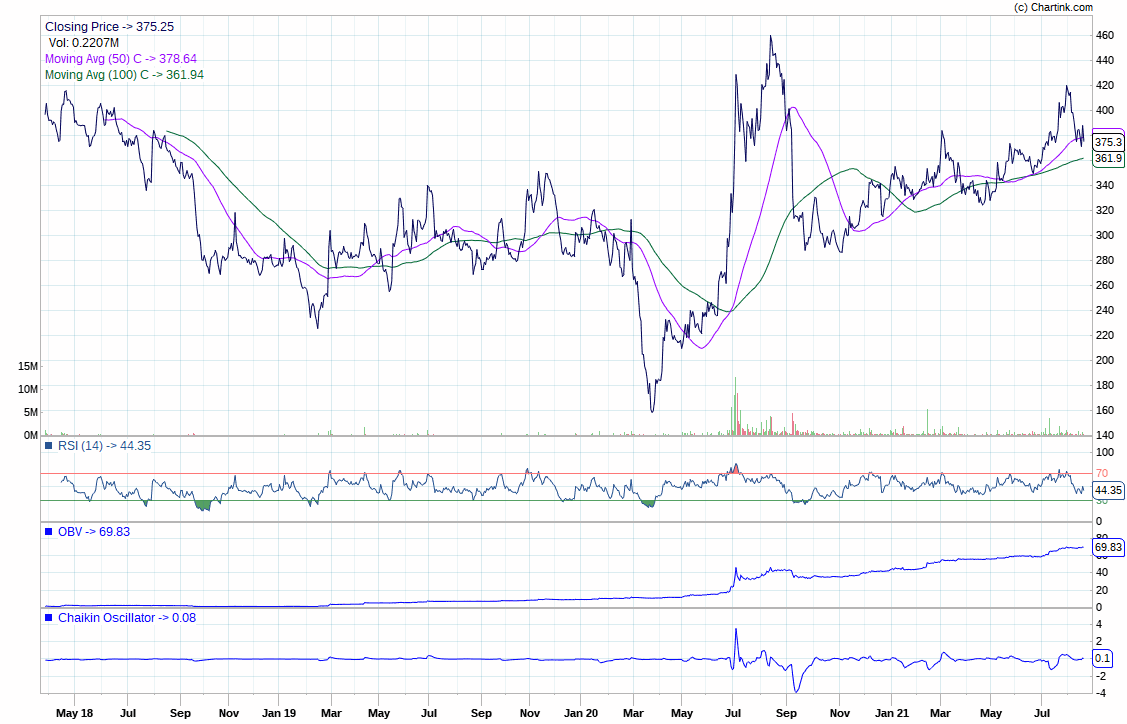 (c) Chartink.com
Closing Price -> 375.25
Vol: 0.2207M
Moving Avg (50) C -> 378.64
Moving Avg (100) C -> 361.94
460
440
420
400
375.3
361.9
340
320
300
280
260
240
220
200
180
160
140
15M
10M
5M
0M
RSI (14) -> 44.35
100
70
44.35
30
0
OBV -> 69.83
80
69.83
40
20
0
Chaikin Oscillator -> 0.08
4
2
0.1
-2
-4
May 18 Jul Sep Nov Jan 19 Mar May Jul Sep Nov Jan 20 Mar May Jul Sep Nov Jan 21 Mar May Jul